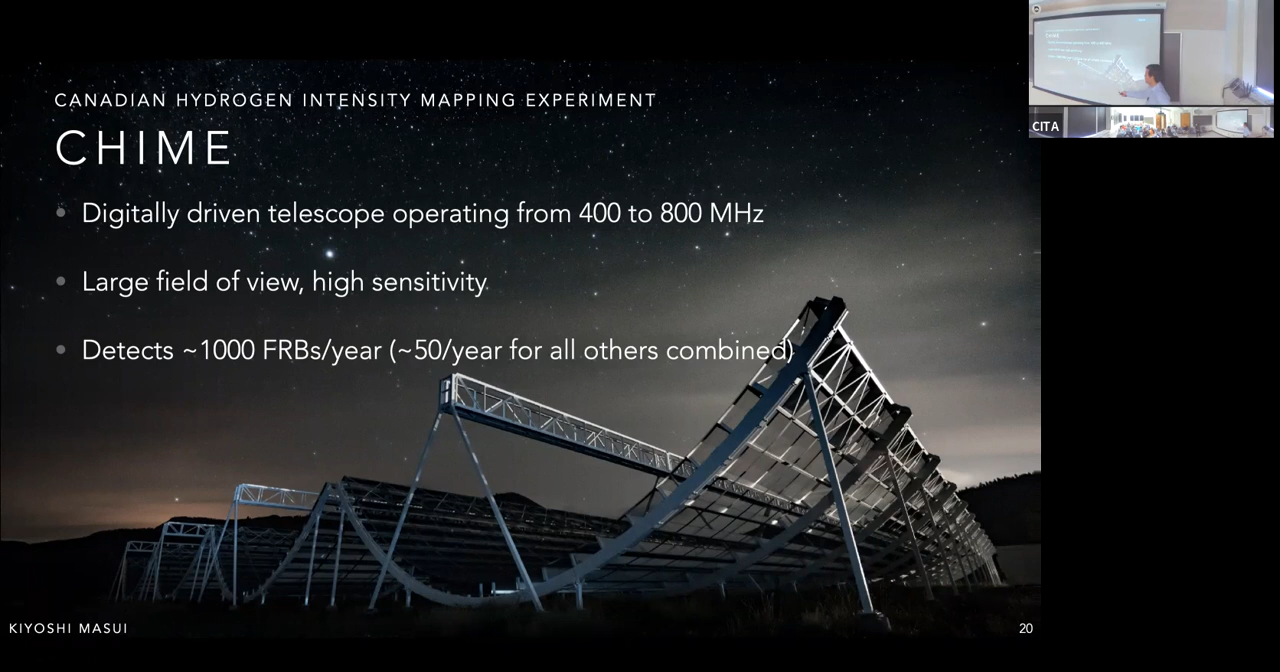 CANADIAN HYDROGEN INTENSITY MAPPING EXPERIMENT
CHIME
• Digitally driven telescope operating from 400 to 800 MHz
• Large field of view, high sensitivity
• Detects ~1000 FRBs/year (~50/year for all others combined)
KIYOSHI MASUI
20
CITA